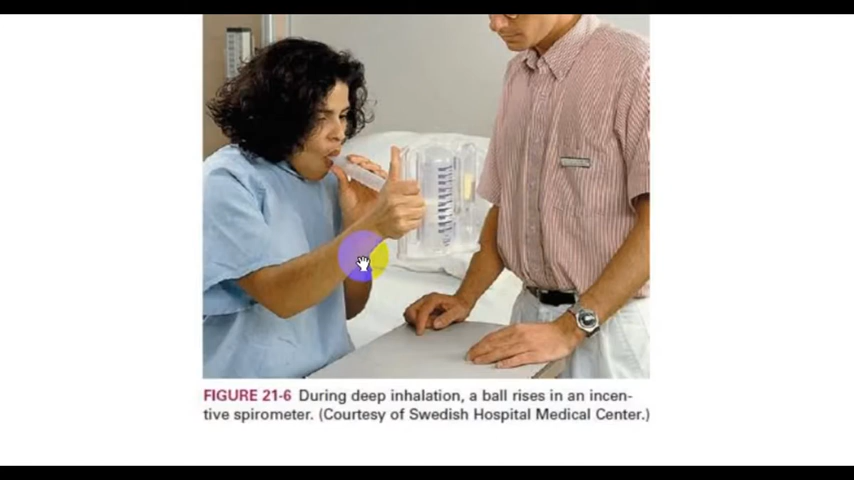 FIGURE 21-6 During deep inhalation, a ball rises in an incen-
tive spirometer. (Courtesy of Swedish Hospital Medical Center.)